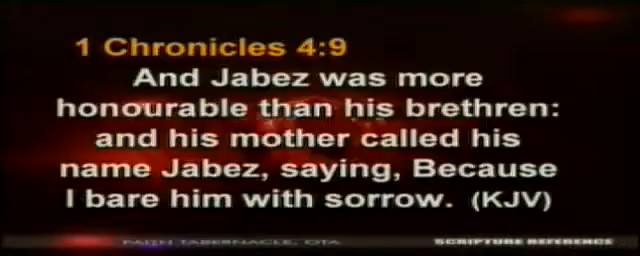 1 Chronicles 4:9
And Jabez was more
honourable than his brethren:
and his mother called his
name Jabez, saying, Because
I bare him with sorrow. (KJV)
FAITH TABERNACLE, OTA
SCRIPTURE REFERENCE